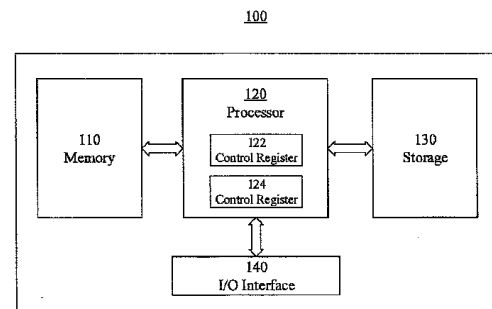 100
110
Memory
120
Processor
122
Control Register
124
Control Register
130
Storage
140
I/O Interface